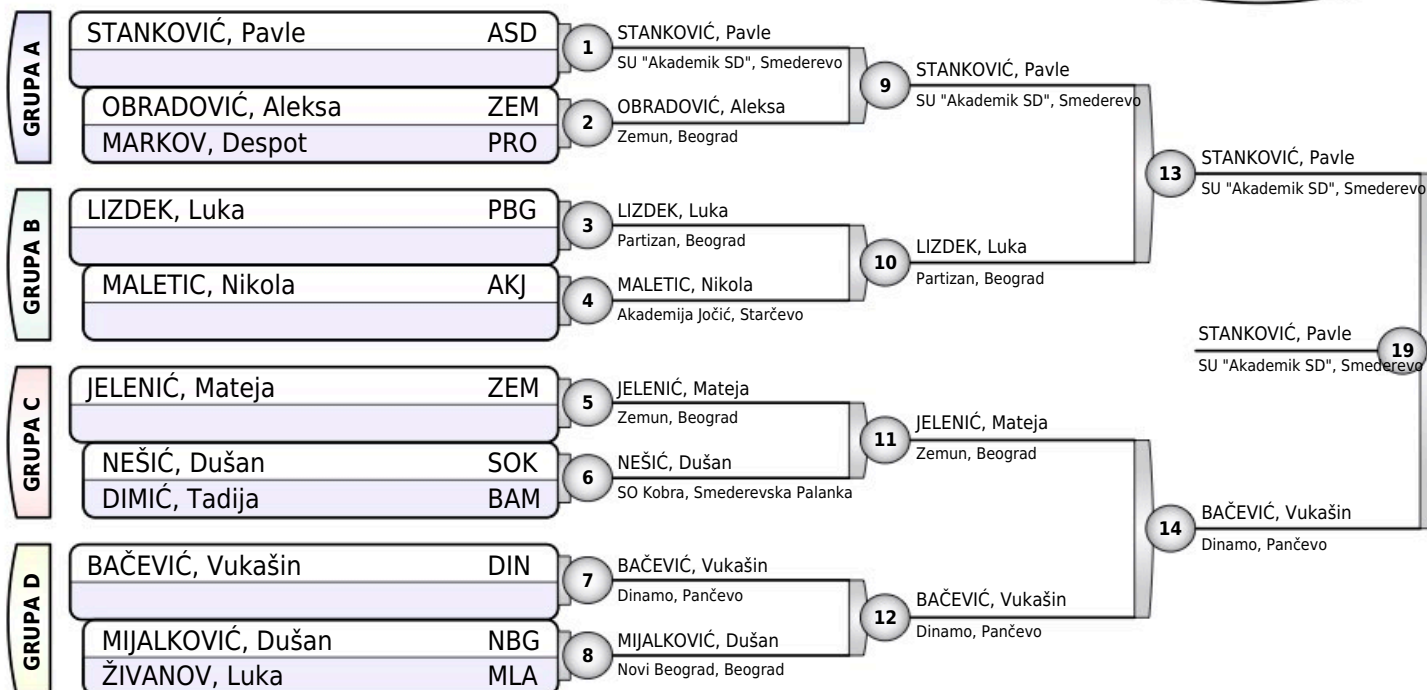 GRUPA A
STANKOVIĆ, Pavle ASD
OBRADOVIĆ, Aleksa ZEM
MARKOV, Despot PRO
1
STANKOVIĆ, Pavle
SU "Akademik SD", Smederevo
2
OBRADOVIĆ, Aleksa
Zemun, Beograd
9
STANKOVIĆ, Pavle
SU "Akademik SD", Smederevo
GRUPA B
LIZDEK, Luka PBG
MALETIC, Nikola AKJ
3
LIZDEK, Luka
Partizan, Beograd
4
MALETIC, Nikola
Akademija Jočić, Starčevo
10
LIZDEK, Luka
Partizan, Beograd
13
STANKOVIĆ, Pavle
SU "Akademik SD", Smederevo
GRUPA C
JELENIĆ, Mateja ZEM
NEŠIĆ, Dušan SOK
DIMIĆ, Tadija BAM
5
JELENIĆ, Mateja
Zemun, Beograd
6
NEŠIĆ, Dušan
SO Kobra, Smederevska Palanka
11
JELENIĆ, Mateja
Zemun, Beograd
GRUPA D
BAČEVIĆ, Vukašin DIN
MIJALKOVIĆ, Dušan NBG
ŽIVANOV, Luka MLA
7
BAČEVIĆ, Vukašin
Dinamo, Pančevo
8
MIJALKOVIĆ, Dušan
Novi Beograd, Beograd
12
BAČEVIĆ, Vukašin
Dinamo, Pančevo
14
BAČEVIĆ, Vukašin
Dinamo, Pančevo
STANKOVIĆ, Pavle
SU "Akademik SD", Smederevo
19